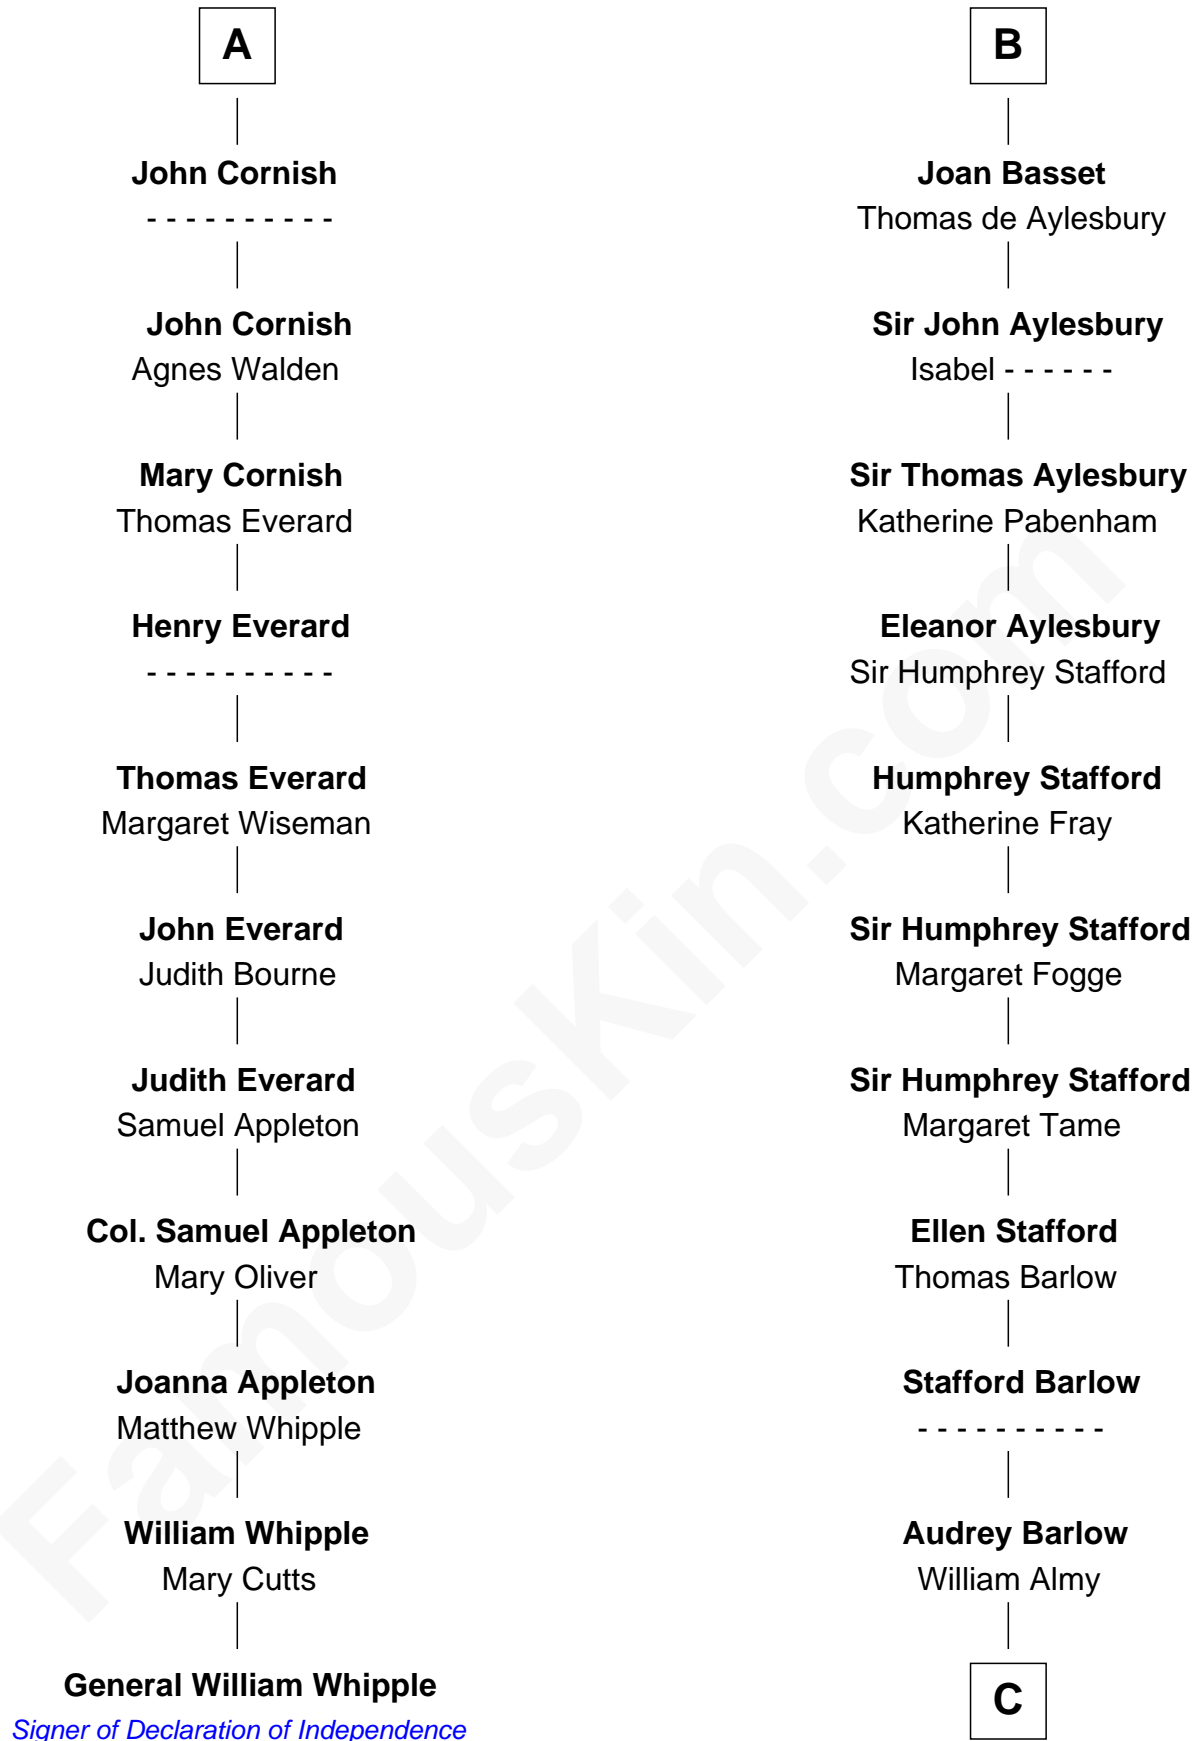 A
John Cornish
- - - - - - - - - -
John Cornish
Agnes Walden
Mary Cornish
Thomas Everard
Henry Everard
- - - - - - - - - -
Thomas Everard
Margaret Wiseman
John Everard
Judith Bourne
Judith Everard
Samuel Appleton
Col. Samuel Appleton
Mary Oliver
Joanna Appleton
Matthew Whipple
William Whipple
Mary Cutts
General William Whipple
Signer of Declaration of Independence
B
Joan Basset
Thomas de Aylesbury
Sir John Aylesbury
Isabel - - - - - -
Sir Thomas Aylesbury
Katherine Pabenham
Eleanor Aylesbury
Sir Humphrey Stafford
Humphrey Stafford
Katherine Fray
Sir Humphrey Stafford
Margaret Fogge
Sir Humphrey Stafford
Margaret Tame
Ellen Stafford
Thomas Barlow
Stafford Barlow
- - - - - - - - - -
Audrey Barlow
William Almy
C
FamousKin.com